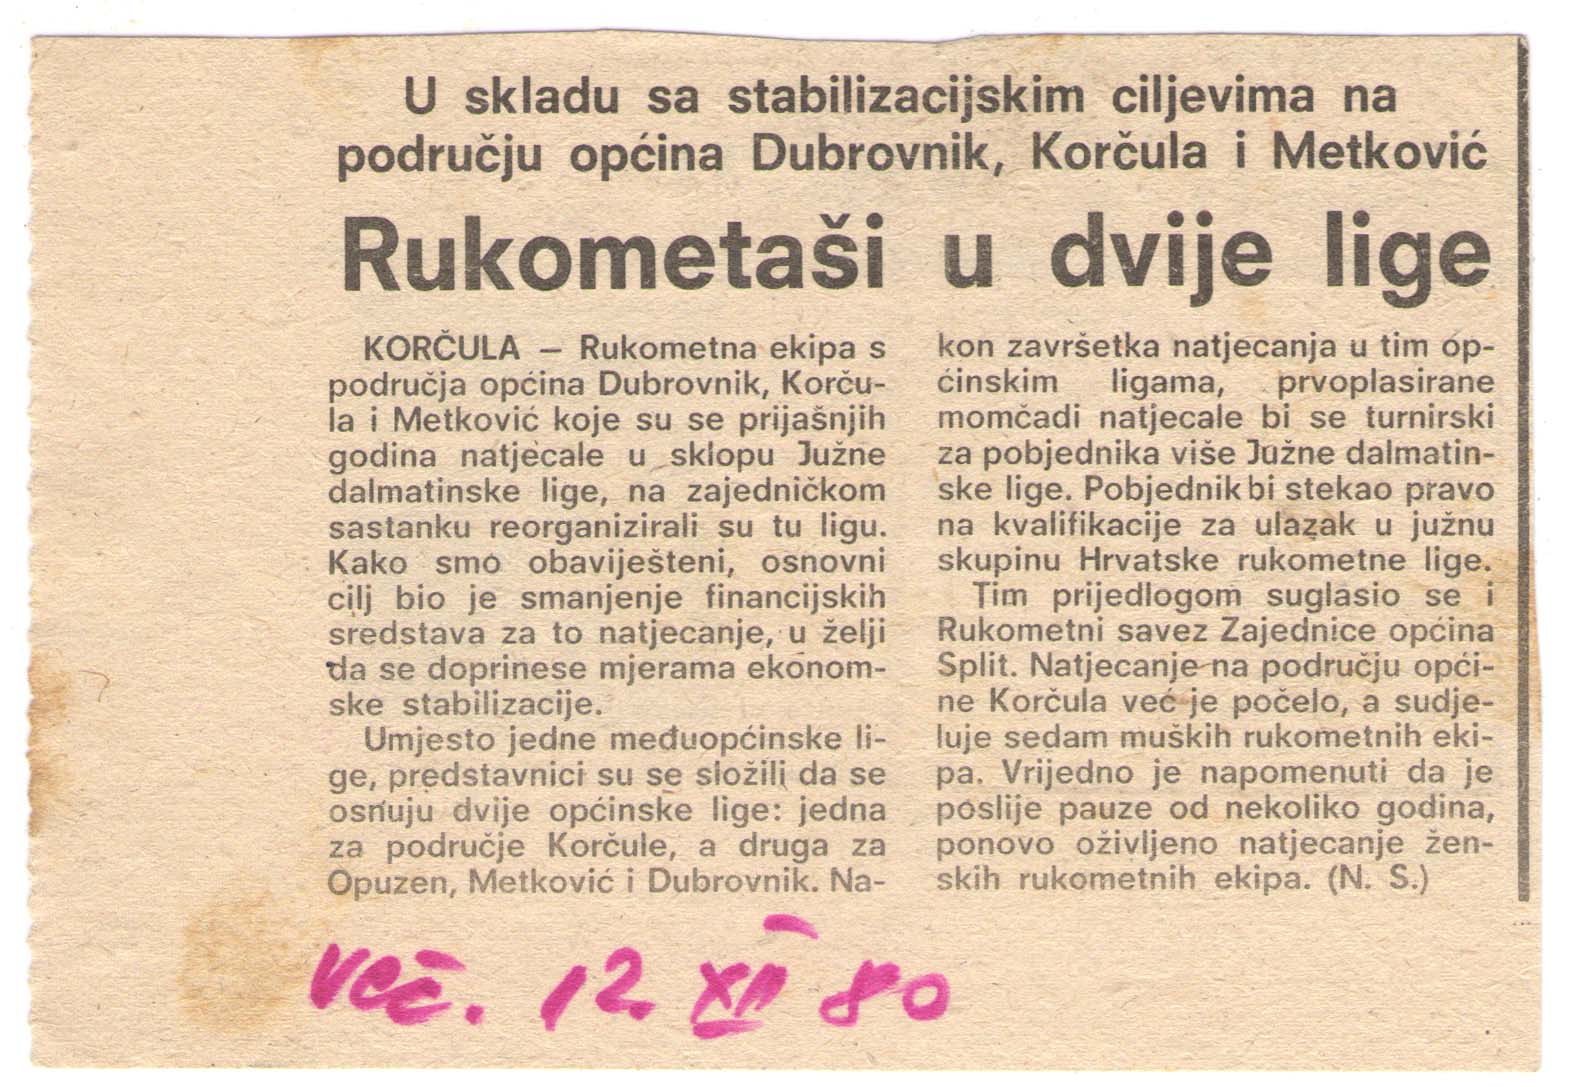 U skladu sa stabilizacijskim ciljevima na
području općina Dubrovnik, Korčula i Metković
Rukometaši u dvije lige
KORČULA — Rukometna ekipa s
područja općina Dubrovnik, Korču-
la i Metković koje su se prijašnjih
godina natjecale u sklopu Južne
dalmatinske lige, na zajedničkom
sastanku reorganizirali su tu ligu.
Kako smo obaviješteni, osnovni
cilj bio je smanjenje financijskih
sredstava za to natjecanje, u želji
da se doprinese mjerama ekonom-
ske stabilizacije.
Umjesto jedne međuopćinske li-
ge, predstavnici su se složili da se
osnuju dvije općinske lige: jedna
za područje Korčule, a druga za
Opuzen, Metković i Dubrovnik. Na-
kon završetka natjecanja u tim op-
ćinskim ligama, prvoplasirane
momčadi natjecale bi se turnirski
za pobjednika više Južne dalmatin-
ske lige. Pobjednik bi stekao pravo
na kvalifikacije za ulazak u južnu
skupinu Hrvatske rukometne lige.
Tim prijedlogom suglasio se i
Rukometni savez Zajednice općina
Split. Natjecanje na području opći-
ne Korčula već je počelo, a sudje-
luje sedam muških rukometnih eki-
pa. Vrijedno je napomenuti da je
poslije pauze od nekoliko godina,
ponovo oživljeno natjecanje žen-
skih rukometnih ekipa. (N. S.)
Več. 12. XII 80